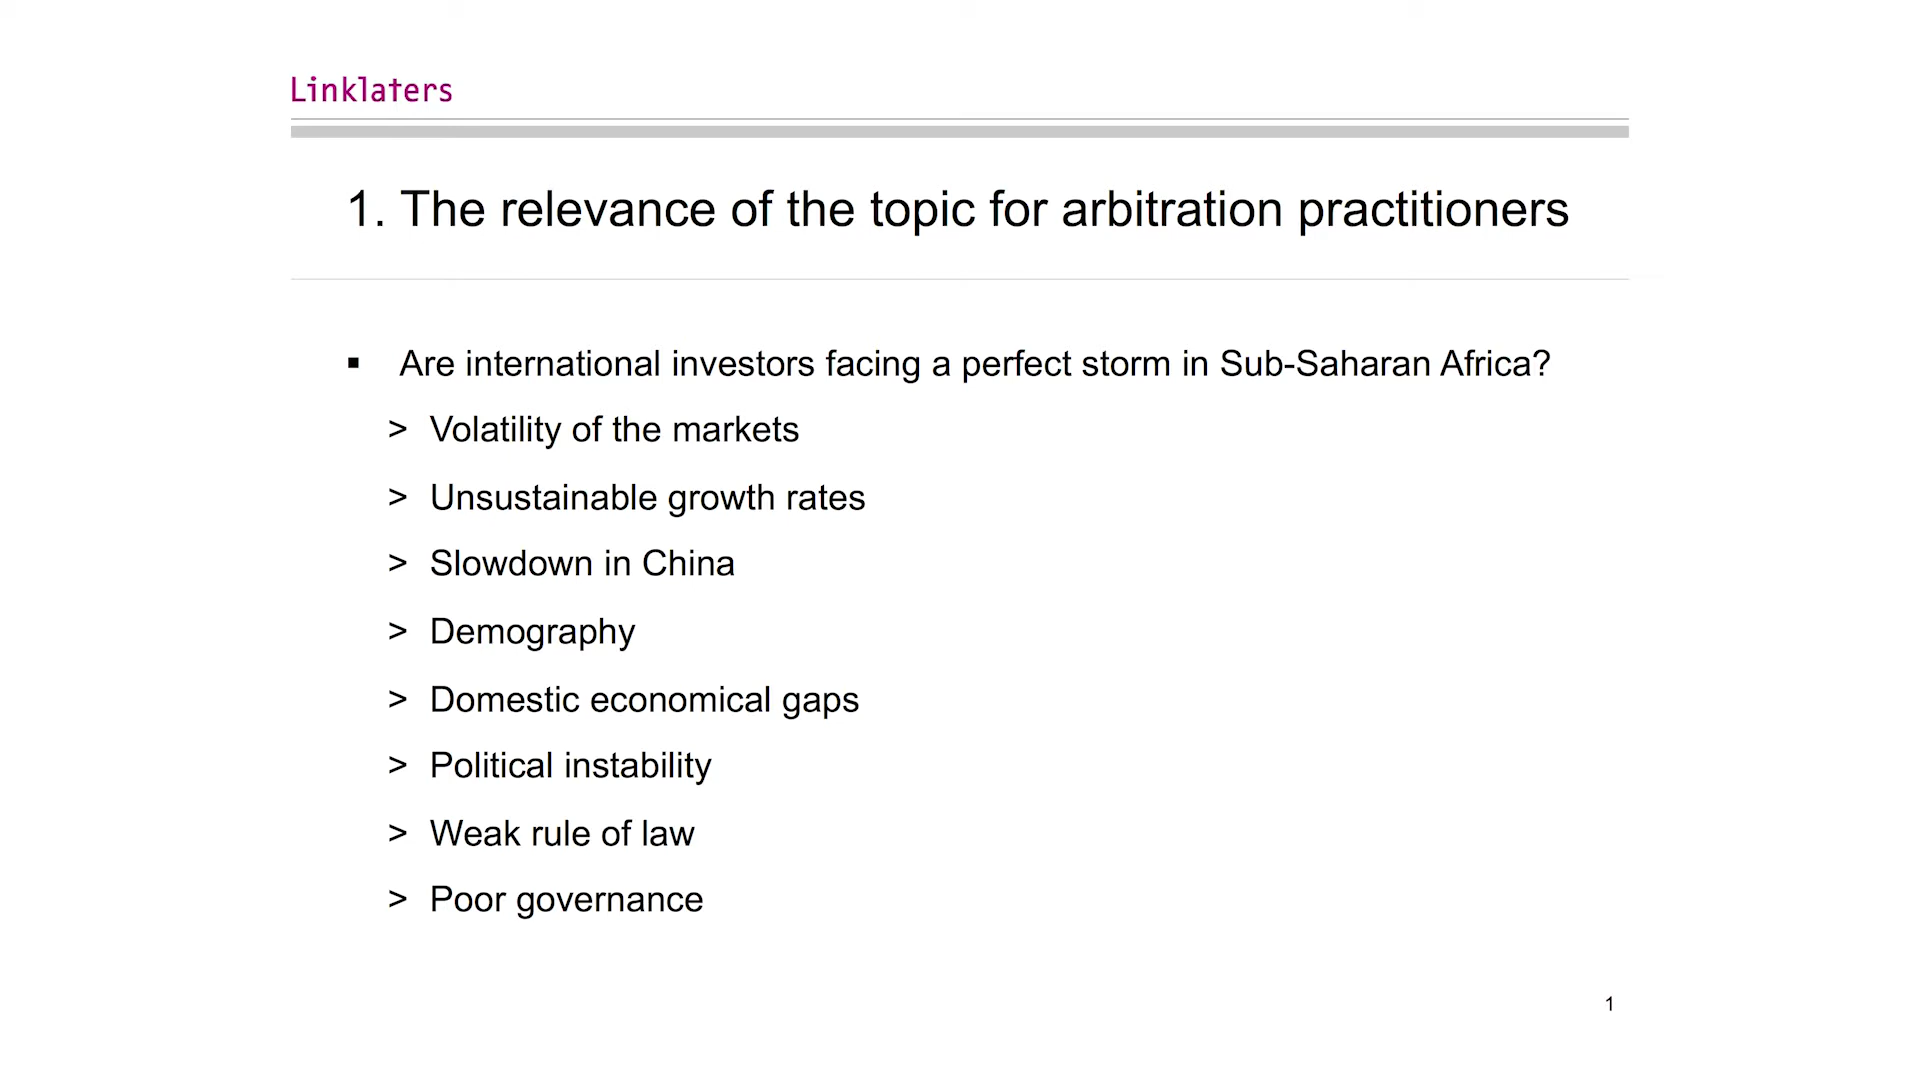 Linklaters
1. The relevance of the topic for arbitration practitioners
▪ Are international investors facing a perfect storm in Sub-Saharan Africa?
> Volatility of the markets
> Unsustainable growth rates
> Slowdown in China
> Demography
> Domestic economical gaps
> Political instability
> Weak rule of law
> Poor governance
1